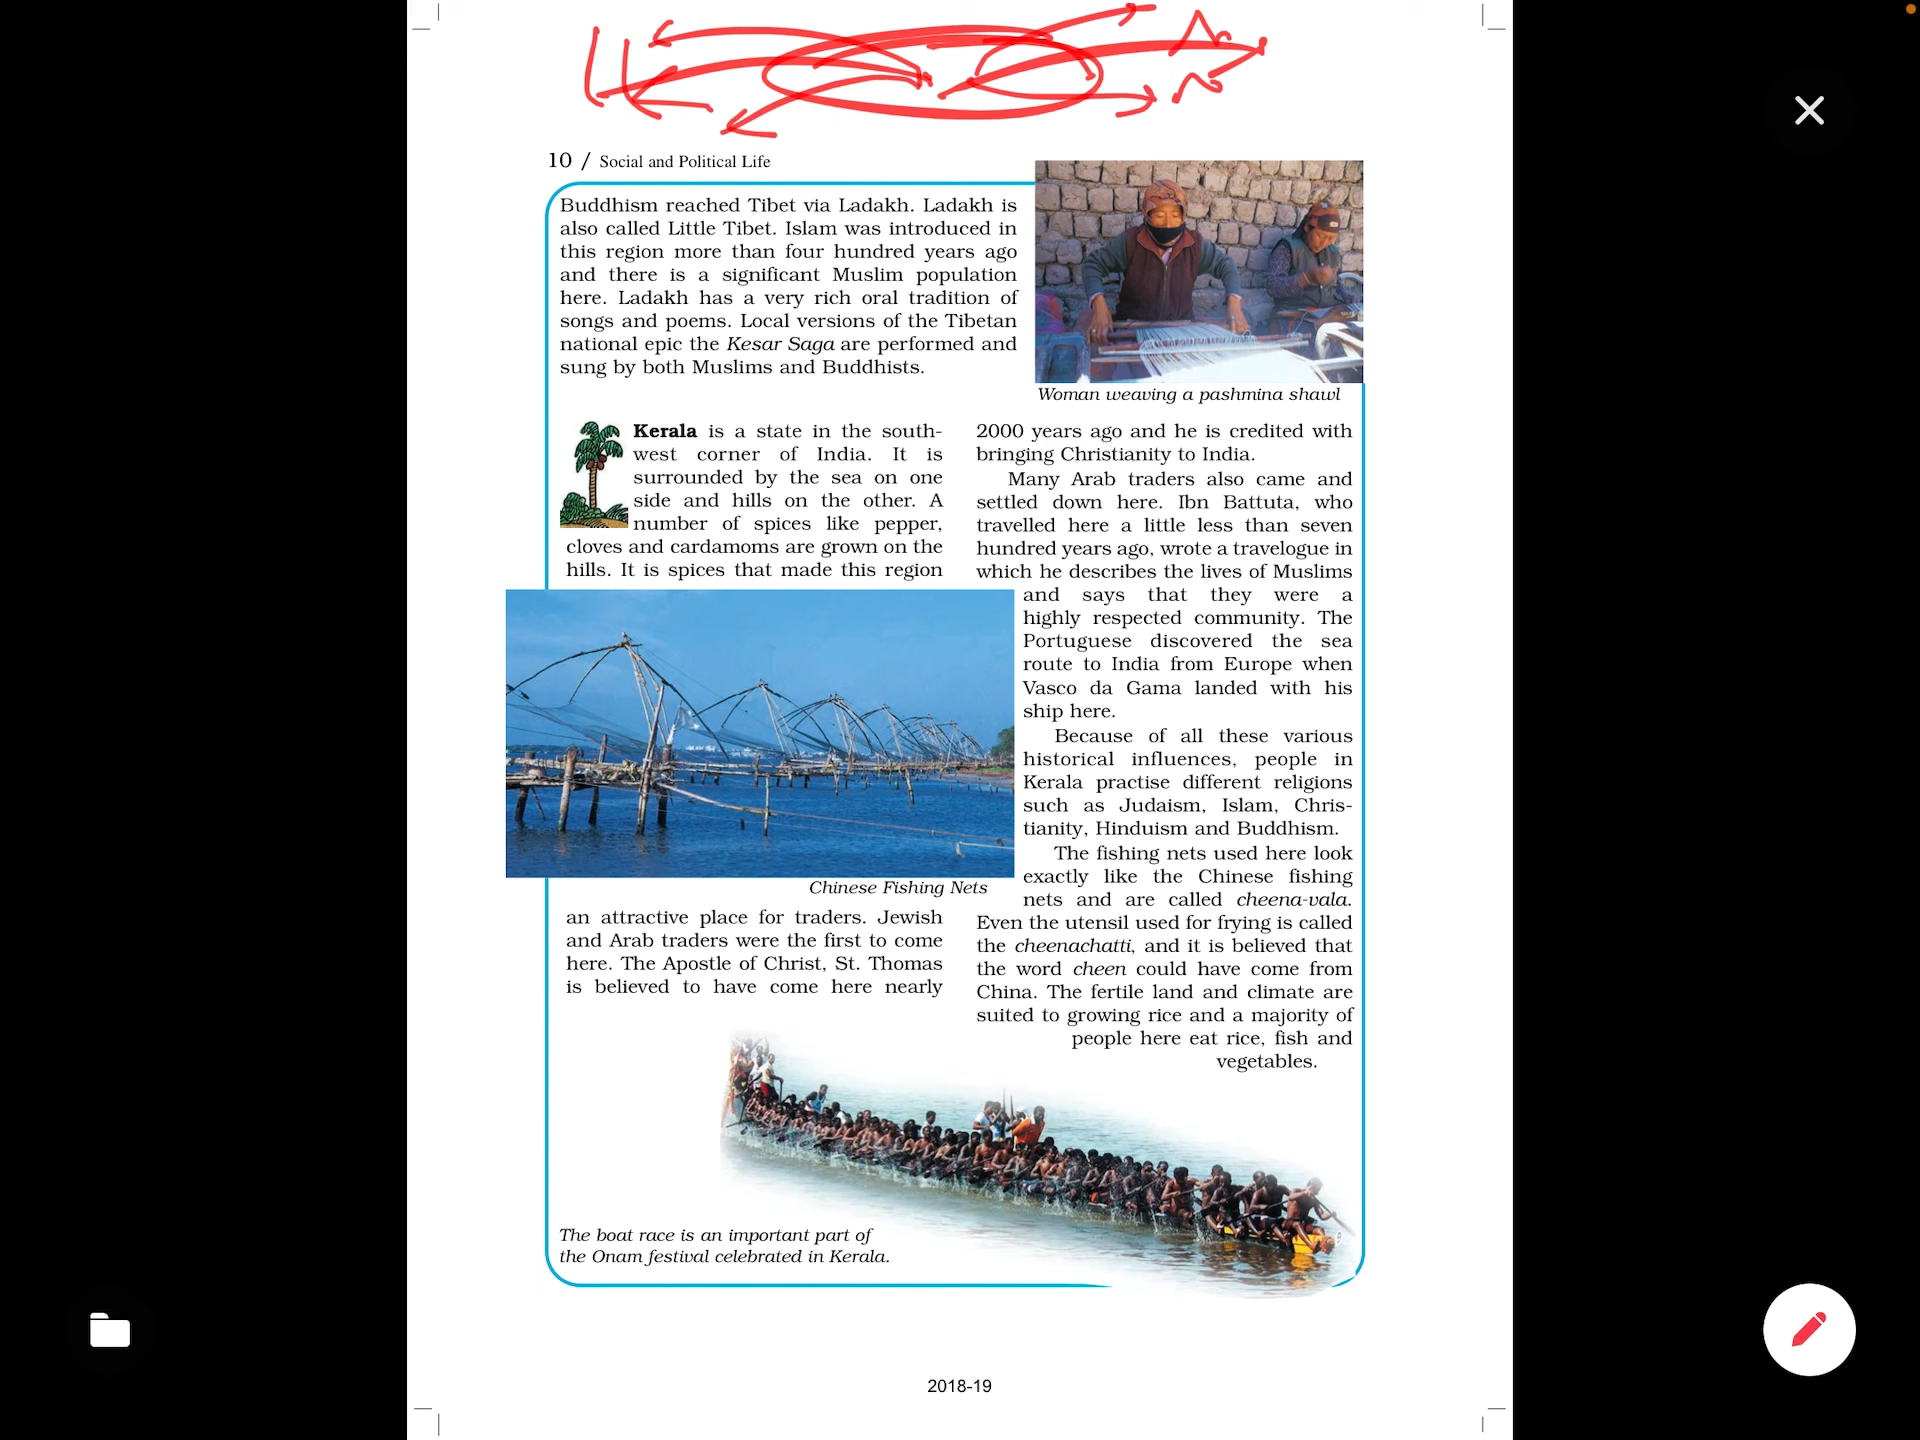 10 / Social and Political Life
Buddhism reached Tibet via Ladakh. Ladakh is
also called Little Tibet. Islam was introduced in
this region more than four hundred years ago
and there is a significant Muslim population
here. Ladakh has a very rich oral tradition of
songs and poems. Local versions of the Tibetan
national epic the Kesar Saga are performed and
sung by both Muslims and Buddhists.
Woman weaving a pashmina shawl
Kerala is a state in the south-
west corner of India. It is
surrounded by the sea on one
side and hills on the other. A
number of spices like pepper,
cloves and cardamoms are grown on the
hills. It is spices that made this region
Chinese Fishing Nets
an attractive place for traders. Jewish
and Arab traders were the first to come
here. The Apostle of Christ, St. Thomas
is believed to have come here nearly
2000 years ago and he is credited with
bringing Christianity to India.
Many Arab traders also came and
settled down here. Ibn Battuta, who
travelled here a little less than seven
hundred years ago, wrote a travelogue in
which he describes the lives of Muslims
and says that they were a
highly respected community. The
Portuguese discovered the sea
route to India from Europe when
Vasco da Gama landed with his
ship here.
Because of all these various
historical influences, people in
Kerala practise different religions
such as Judaism, Islam, Chris-
tianity, Hinduism and Buddhism.
The fishing nets used here look
exactly like the Chinese fishing
nets and are called cheena-vala.
Even the utensil used for frying is called
the cheenachatti, and it is believed that
the word cheen could have come from
China. The fertile land and climate are
suited to growing rice and a majority of
people here eat rice, fish and
vegetables.
The boat race is an important part of
the Onam festival celebrated in Kerala.
2018-19